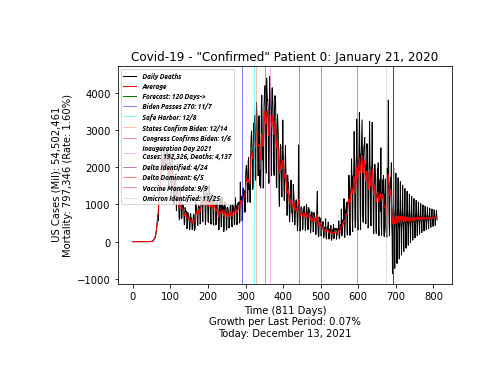 Covid-19 - "Confirmed" Patient 0: January 21, 2020
US Cases (Mil): 54,502,461
Mortality: 797,346 (Rate: 1.60%)
4000
3000
2000
1000
0
−1000
Daily Deaths
Average
Forecast: 120 Days->
Biden Passes 270: 11/7
Safe Harbor: 12/8
States Confirm Biden: 12/14
Congress Confirms Biden: 1/6
Inauguration Day 2021
Cases: 192,326, Deaths: 4,137
Delta Identified: 4/24
Delta Dominant: 6/5
Vaccine Mandate: 9/9
Omicron Identified: 11/25
0 100 200 300 400 500 600 700 800
Time (811 Days)
Growth per Last Period: 0.07%
Today: December 13, 2021